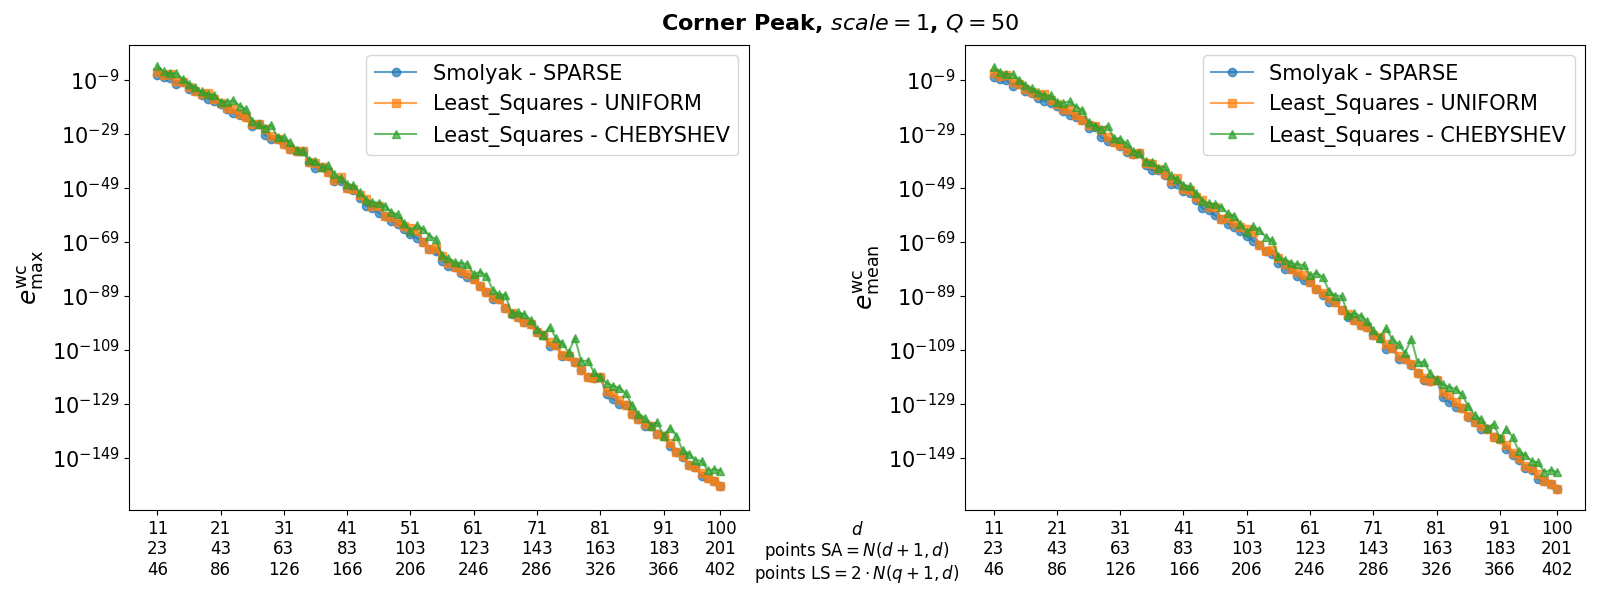 Corner Peak, scale = 1, Q = 50
Smolyak - SPARSE
Least_Squares - UNIFORM
Least_Squares - CHEBYSHEV
10⁻⁹
10⁻²⁹
10⁻⁴⁹
10⁻⁶⁹
10⁻⁸⁹
10⁻¹⁰⁹
10⁻¹²⁹
10⁻¹⁴⁹
e^wc_max
11 21 31 41 51 61 71 81 91 100
23 43 63 83 103 123 143 163 183 201
46 86 126 166 206 246 286 326 366 402
d
points SA = N(d + 1, d)
points LS = 2 · N(q + 1, d)
Smolyak - SPARSE
Least_Squares - UNIFORM
Least_Squares - CHEBYSHEV
10⁻⁹
10⁻²⁹
10⁻⁴⁹
10⁻⁶⁹
10⁻⁸⁹
10⁻¹⁰⁹
10⁻¹²⁹
10⁻¹⁴⁹
e^wc_mean
11 21 31 41 51 61 71 81 91 100
23 43 63 83 103 123 143 163 183 201
46 86 126 166 206 246 286 326 366 402